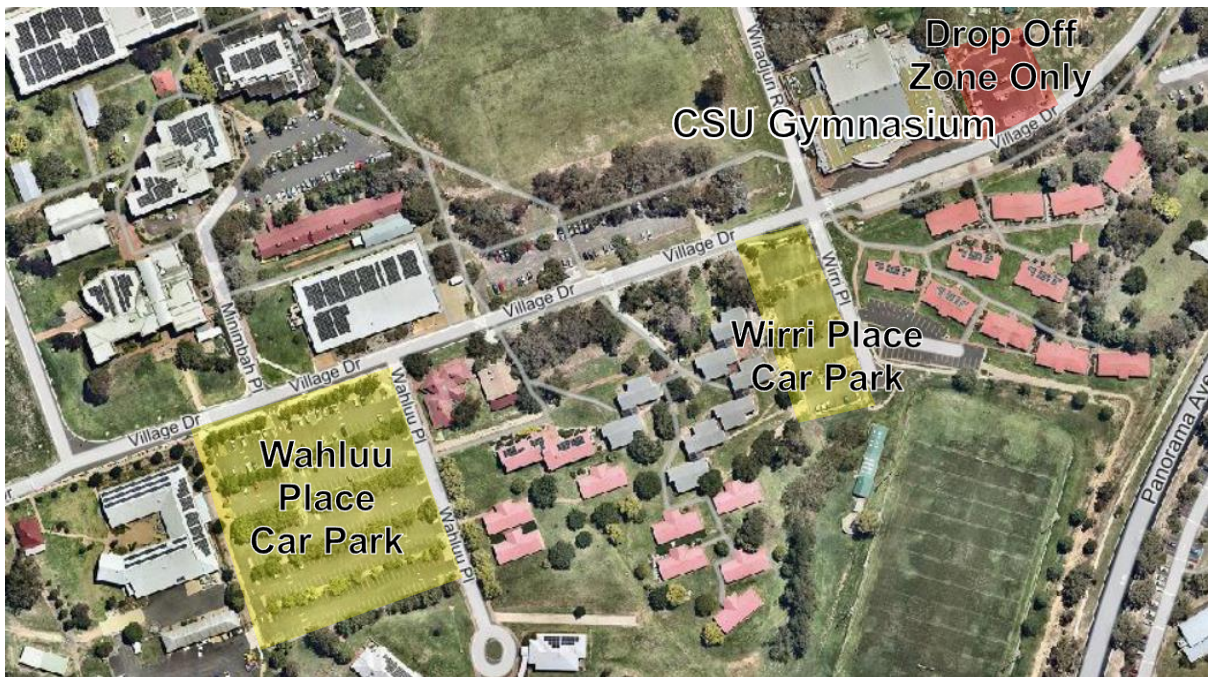 Drop Off
Zone Only
Wiradjuri R
CSU Gymnasium
Village Dr
Village Dr
Wirri Pl
Village Dr
Wirri Place
Car Park
Minimbah Pl
Village Dr
Wahluu Pl
Panorama Ave
Village Dr
Wahluu
Place
Car Park
Wahluu Pl